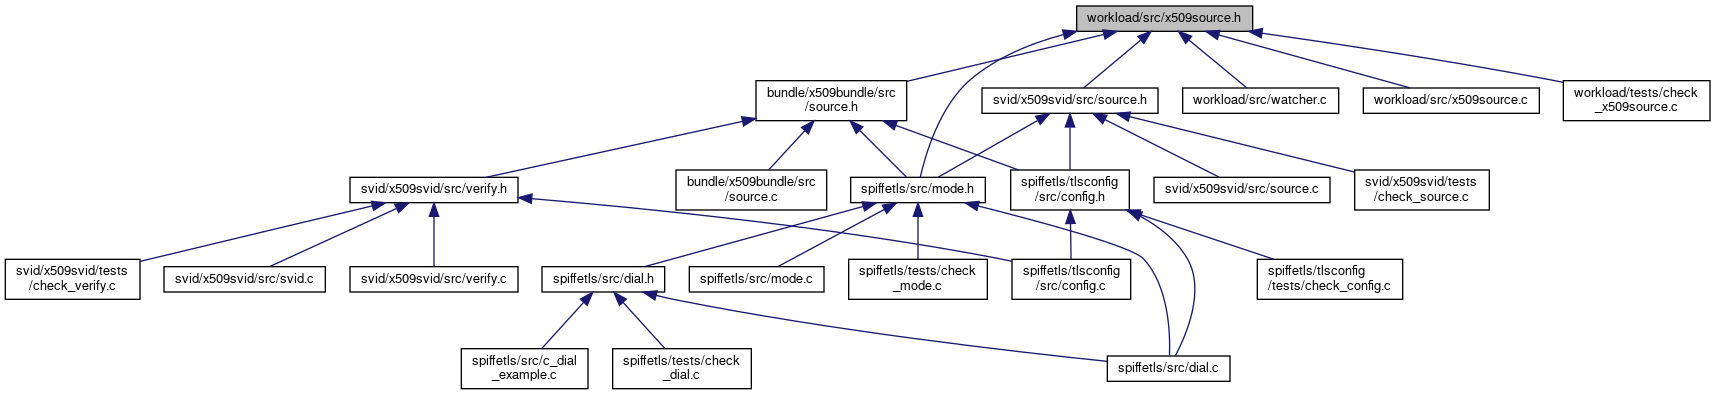 workload/src/x509source.h
bundle/x509bundle/src
/source.h
svid/x509svid/src/source.h
workload/src/watcher.c
workload/src/x509source.c
workload/tests/check
_x509source.c
svid/x509svid/src/verify.h
bundle/x509bundle/src
/source.c
spiffetls/src/mode.h
spiffetls/tlsconfig
/src/config.h
svid/x509svid/src/source.c
svid/x509svid/tests
/check_source.c
svid/x509svid/tests
/check_verify.c
svid/x509svid/src/svid.c
svid/x509svid/src/verify.c
spiffetls/src/dial.h
spiffetls/src/mode.c
spiffetls/tests/check
_mode.c
spiffetls/tlsconfig
/src/config.c
spiffetls/tlsconfig
/tests/check_config.c
spiffetls/src/c_dial
_example.c
spiffetls/tests/check
_dial.c
spiffetls/src/dial.c